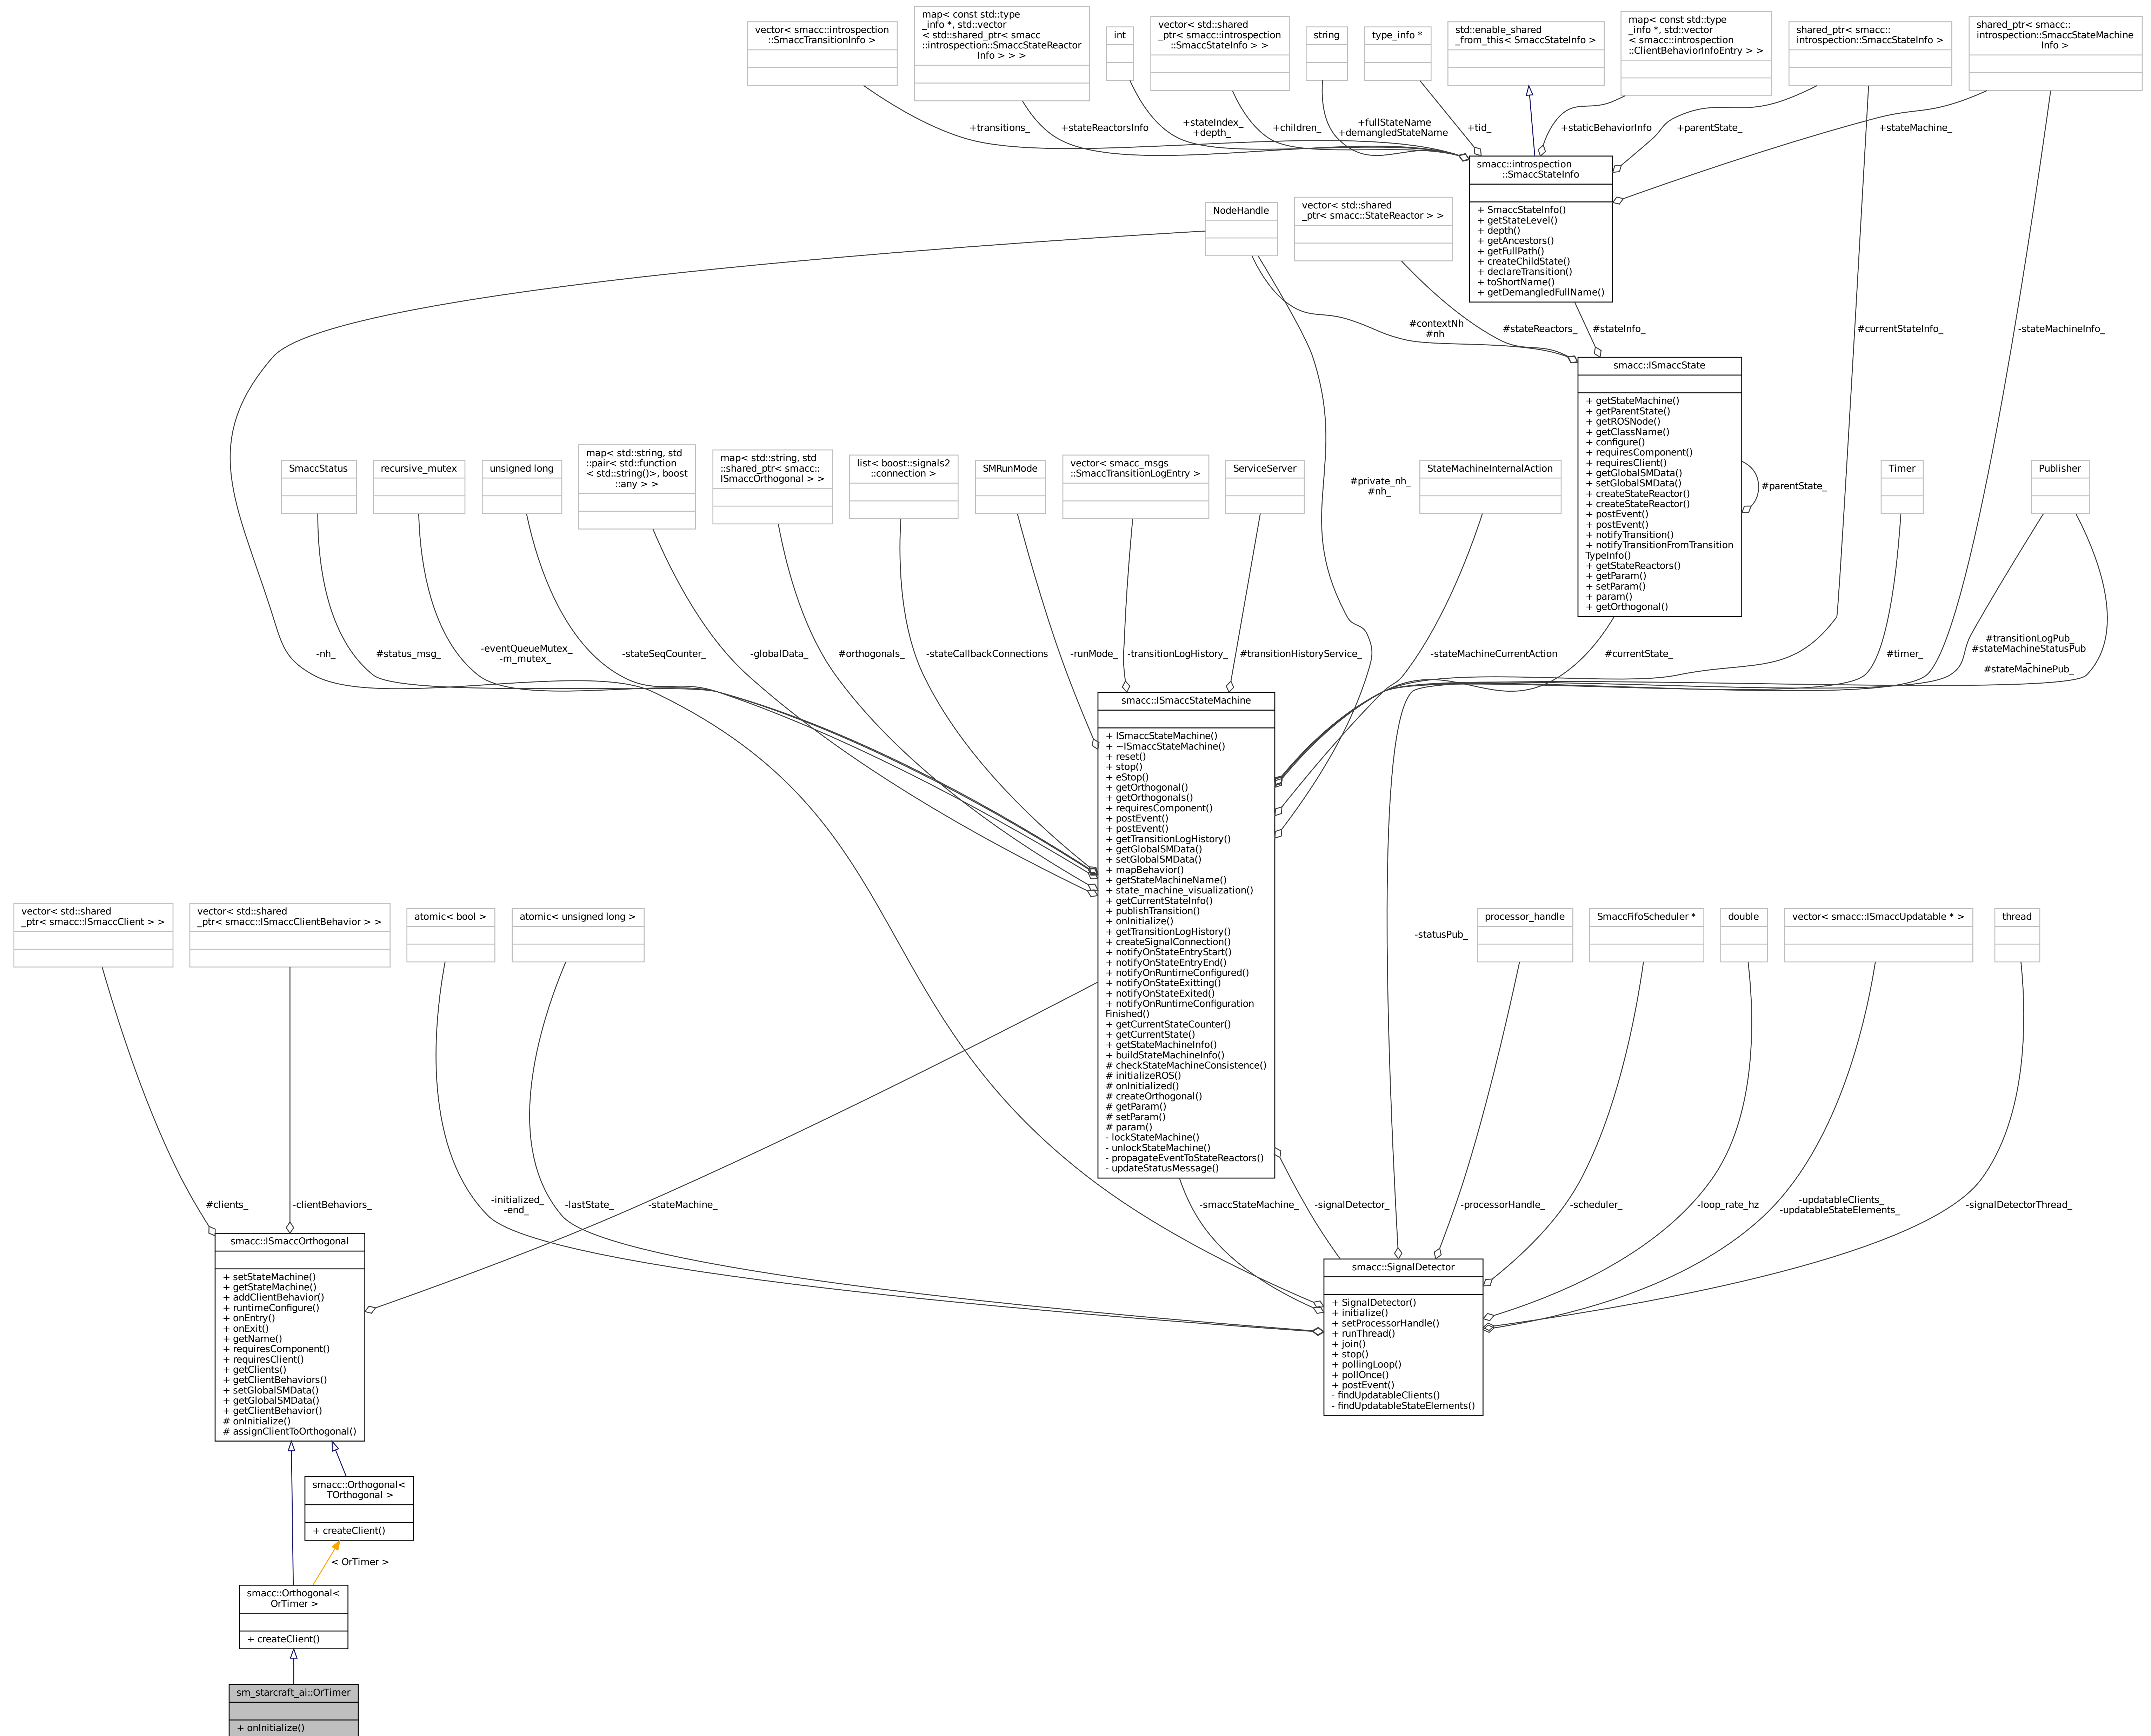 vector< smacc::introspection
::SmaccTransitionInfo >
map< const std::type
_info *, std::vector
< std::shared_ptr< smacc
::introspection::SmaccStateReactor
Info > > >
int
vector< std::shared
_ptr< smacc::introspection
::SmaccStateInfo > >
string
type_info *
std::enable_shared
_from_this< SmaccStateInfo >
map< const std::type
_info *, std::vector
< smacc::introspection
::ClientBehaviorInfoEntry > >
shared_ptr< smacc::
introspection::SmaccStateInfo >
shared_ptr< smacc::
introspection::SmaccStateMachine
Info >
+transitions_
+stateReactorsInfo
+stateIndex_
+depth_
+children_
+fullStateName
+demangledStateName
+tid_
+staticBehaviorInfo
+parentState_
+stateMachine_
smacc::introspection
::SmaccStateInfo
+ SmaccStateInfo()
+ getStateLevel()
+ depth()
+ getAncestors()
+ getFullPath()
+ createChildState()
+ declareTransition()
+ toShortName()
+ getDemangledFullName()
NodeHandle
vector< std::shared
_ptr< smacc::StateReactor > >
#contextNh
#nh
#stateReactors_
#stateInfo_
#currentStateInfo_
-stateMachineInfo_
smacc::ISmaccState
+ getStateMachine()
+ getParentState()
+ getROSNode()
+ getClassName()
+ configure()
+ requiresComponent()
+ requiresClient()
+ getGlobalSMData()
+ setGlobalSMData()
+ createStateReactor()
+ createStateReactor()
+ postEvent()
+ postEvent()
+ notifyTransition()
+ notifyTransitionFromTransition
TypeInfo()
+ getStateReactors()
+ getParam()
+ setParam()
+ param()
+ getOrthogonal()
#parentState_
SmaccStatus
recursive_mutex
unsigned long
map< std::string, std
::pair< std::function
< std::string()>, boost
::any > >
map< std::string, std
::shared_ptr< smacc::
ISmaccOrthogonal > >
list< boost::signals2
::connection >
SMRunMode
vector< smacc_msgs
::SmaccTransitionLogEntry >
ServiceServer
#private_nh_
#nh_
StateMachineInternalAction
Timer
Publisher
-nh_
#status_msg_
-eventQueueMutex_
-m_mutex_
-stateSeqCounter_
-globalData_
#orthogonals_
-stateCallbackConnections
-runMode_
-transitionLogHistory_
#transitionHistoryService_
-stateMachineCurrentAction
#currentState_
#timer_
#transitionLogPub_
#stateMachineStatusPub
_
#stateMachinePub_
smacc::ISmaccStateMachine
+ ISmaccStateMachine()
+ ~ISmaccStateMachine()
+ reset()
+ stop()
+ eStop()
+ getOrthogonal()
+ getOrthogonals()
+ requiresComponent()
+ postEvent()
+ postEvent()
+ getTransitionLogHistory()
+ getGlobalSMData()
+ setGlobalSMData()
+ mapBehavior()
+ getStateMachineName()
+ state_machine_visualization()
+ getCurrentStateInfo()
+ publishTransition()
+ onInitialize()
+ getTransitionLogHistory()
+ createSignalConnection()
+ notifyOnStateEntryStart()
+ notifyOnStateEntryEnd()
+ notifyOnRuntimeConfigured()
+ notifyOnStateExitting()
+ notifyOnStateExited()
+ notifyOnRuntimeConfiguration
Finished()
+ getCurrentStateCounter()
+ getCurrentState()
+ getStateMachineInfo()
+ buildStateMachineInfo()
# checkStateMachineConsistence()
# initializeROS()
# onInitialized()
# createOrthogonal()
# getParam()
# setParam()
# param()
- lockStateMachine()
- unlockStateMachine()
- propagateEventToStateReactors()
- updateStatusMessage()
vector< std::shared
_ptr< smacc::ISmaccClient > >
vector< std::shared
_ptr< smacc::ISmaccClientBehavior > >
atomic< bool >
atomic< unsigned long >
-statusPub_
processor_handle
SmaccFifoScheduler *
double
vector< smacc::ISmaccUpdatable * >
thread
#clients_
-clientBehaviors_
-initialized_
-end_
-lastState_
-stateMachine_
-smaccStateMachine_
-signalDetector_
-processorHandle_
-scheduler_
-loop_rate_hz
-updatableClients_
-updatableStateElements_
-signalDetectorThread_
smacc::ISmaccOrthogonal
+ setStateMachine()
+ getStateMachine()
+ addClientBehavior()
+ runtimeConfigure()
+ onEntry()
+ onExit()
+ getName()
+ requiresComponent()
+ requiresClient()
+ getClients()
+ getClientBehaviors()
+ setGlobalSMData()
+ getGlobalSMData()
+ getClientBehavior()
# onInitialize()
# assignClientToOrthogonal()
smacc::SignalDetector
+ SignalDetector()
+ initialize()
+ setProcessorHandle()
+ runThread()
+ join()
+ stop()
+ pollingLoop()
+ pollOnce()
+ postEvent()
- findUpdatableClients()
- findUpdatableStateElements()
smacc::Orthogonal<
TOrthogonal >
+ createClient()
< OrTimer >
smacc::Orthogonal<
OrTimer >
+ createClient()
sm_starcraft_ai::OrTimer
+ onInitialize()